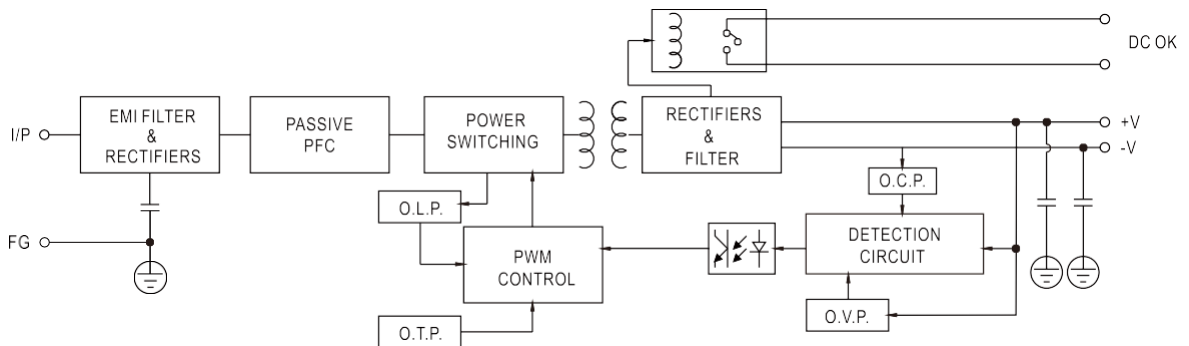 DC OK
I/P
EMI FILTER
&
RECTIFIERS
PASSIVE
PFC
POWER
SWITCHING
RECTIFIERS
&
FILTER
+V
-V
O.C.P.
O.L.P.
FG
PWM
CONTROL
DETECTION
CIRCUIT
O.T.P.
O.V.P.